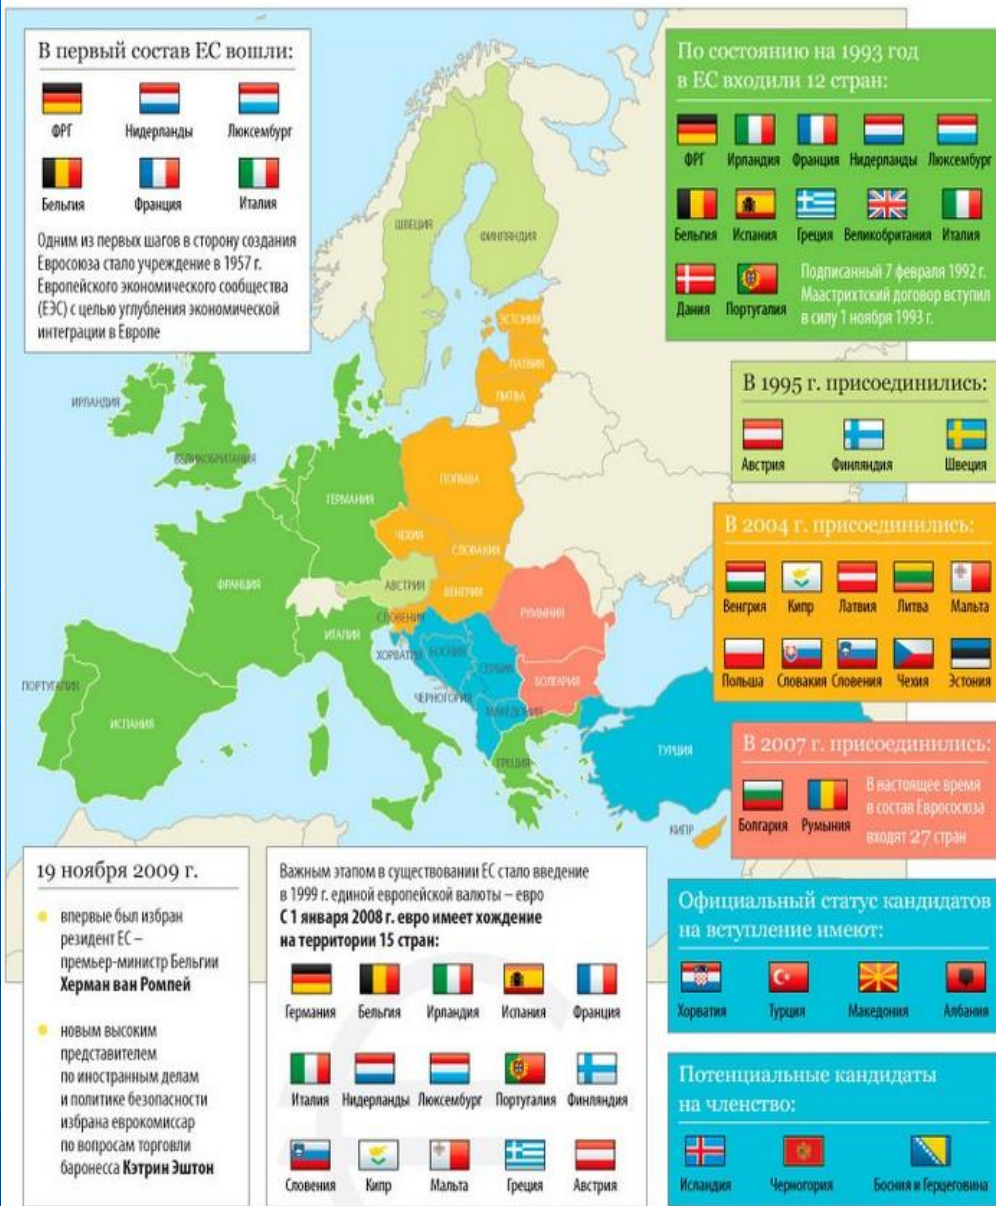 В первый состав ЕС вошли:
ФРГ Нидерланды Люксембург
Бельгия Франция Италия
Одним из первых шагов в сторону создания
Евросоюза стало учреждение в 1957 г.
Европейского экономического сообщества
(ЕЭС) с целью углубления экономической
интеграции в Европе
По состоянию на 1993 год
в ЕС входили 12 стран:
ФРГ Ирландия Франция Нидерланды Люксембург
Бельгия Испания Греция Великобритания Италия
Дания Португалия
Подписанный 7 февраля 1992 г.
Маастрихтский договор вступил
в силу 1 ноября 1993 г.
В 1995 г. присоединились:
Австрия Финляндия Швеция
В 2004 г. присоединились:
Венгрия Кипр Латвия Литва Мальта
Польша Словакия Словения Чехия Эстония
В 2007 г. присоединились:
Болгария Румыния
В настоящее время
в состав Евросоюза
входят 27 стран
ШВЕЦИЯ
ФИНЛЯНДИЯ
ЭСТОНИЯ
ЛАТВИЯ
ЛИТВА
ИРЛАНДИЯ
ВЕЛИКОБРИТАНИЯ
ПОЛЬША
ГЕРМАНИЯ
ЧЕХИЯ
СЛОВАКИЯ
ФРАНЦИЯ
АВСТРИЯ
ВЕНГРИЯ
РУМЫНИЯ
СЛОВЕНИЯ
ИТАЛИЯ
ХОРВАТИЯ
БОСНИЯ
СЕРБИЯ
БОЛГАРИЯ
ПОРТУГАЛИЯ
ЧЕРНОГОРИЯ
МАКЕДОНИЯ
ИСПАНИЯ
ТУРЦИЯ
ГРЕЦИЯ
КИПР
19 ноября 2009 г.
впервые был избран
резидент ЕС –
премьер-министр Бельгии
Херман ван Ромпей
новым высоким
представителем
по иностранным делам
и политике безопасности
избрана еврокомиссар
по вопросам торговли
баронесса Кэтрин Эштон
Важным этапом в существовании ЕС стало введение
в 1999 г. единой европейской валюты – евро
С 1 января 2008 г. евро имеет хождение
на территории 15 стран:
Германия Бельгия Ирландия Испания Франция
Италия Нидерланды Люксембург Португалия Финляндия
Словения Кипр Мальта Греция Австрия
Официальный статус кандидатов
на вступление имеют:
Хорватия Турция Македония Албания
Потенциальные кандидаты
на членство:
Исландия Черногория Босния и Герцеговина